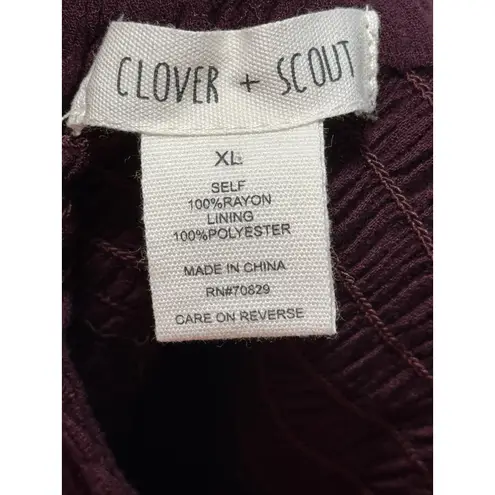 CLOVER + SCOUT
XL
SELF
100%RAYON
LINING
100%POLYESTER
MADE IN CHINA
RN#70829
CARE ON REVERSE